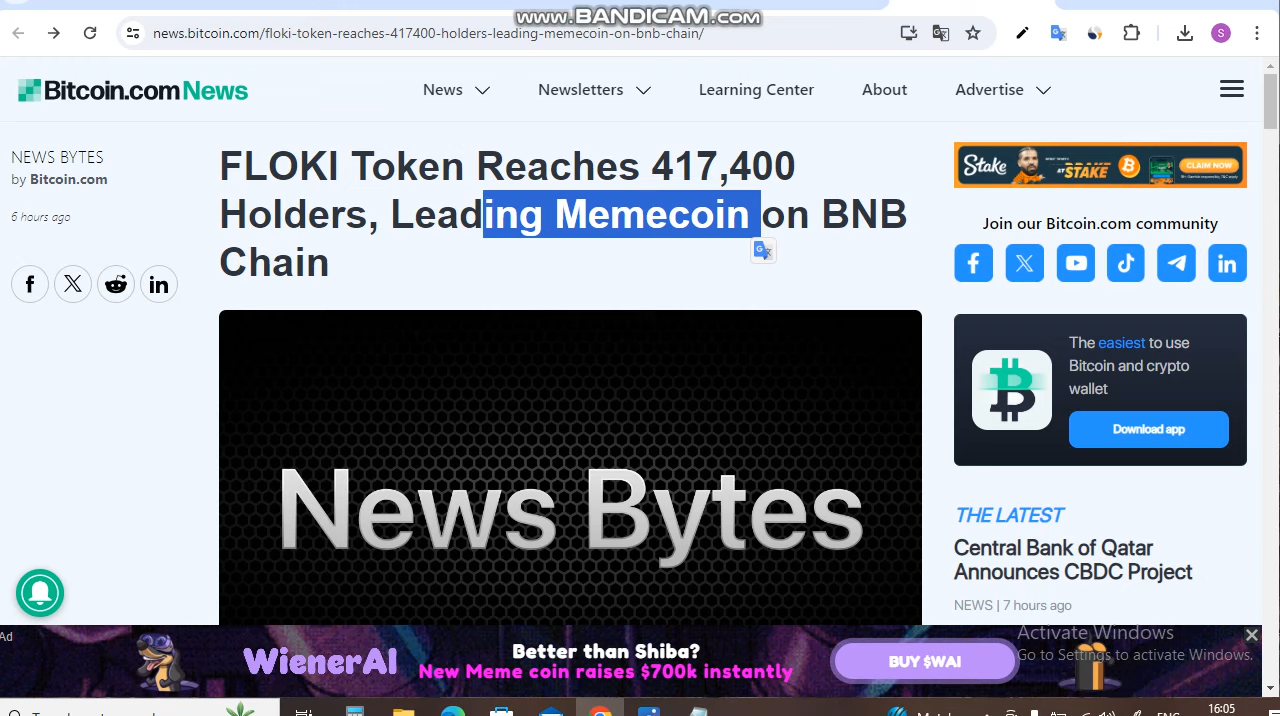 www.BANDICAM.com
news.bitcoin.com/floki-token-reaches-417400-holders-leading-memecoin-on-bnb-chain/
S
Bitcoin.com News
News
Newsletters
Learning Center
About
Advertise
NEWS BYTES
by Bitcoin.com
6 hours ago
FLOKI Token Reaches 417,400
Holders, Leading Memecoin on BNB
Chain
News Bytes
Stake
AT STAKE
CLAIM NOW
Join our Bitcoin.com community
The easiest to use
Bitcoin and crypto
wallet
Download app
THE LATEST
Central Bank of Qatar
Announces CBDC Project
NEWS | 7 hours ago
Ad
WienerAI
Better than Shiba?
New Meme coin raises $700k instantly
BUY $WAI
Activate Windows
Go to Settings to activate Windows.
16:05